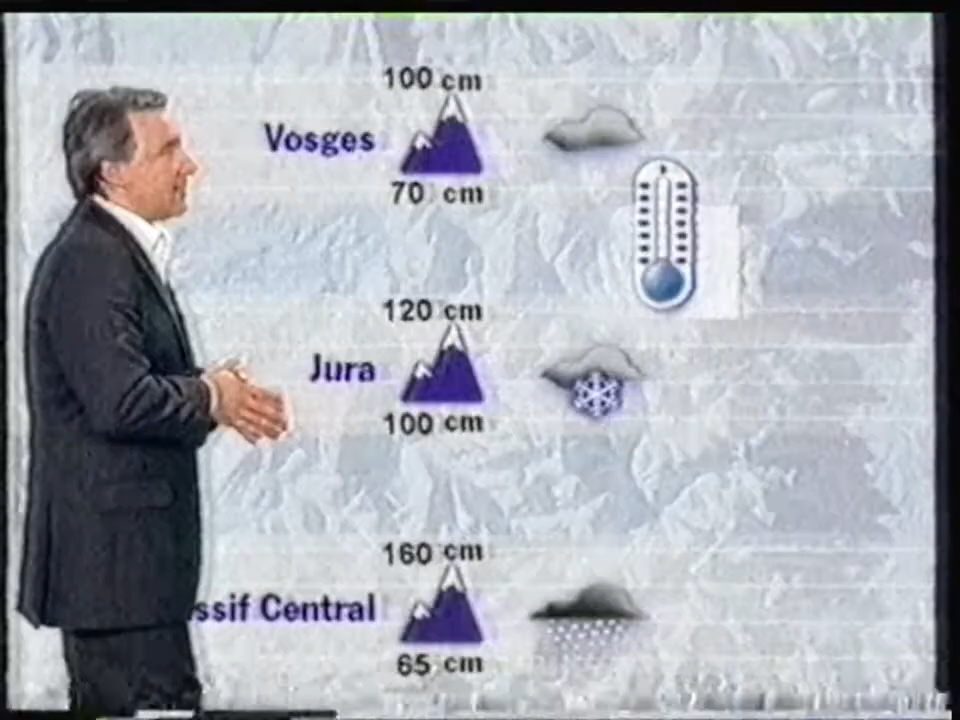 100 cm
Vosges
70 cm
120 cm
Jura
100 cm
160 cm
ssif Central
65 cm